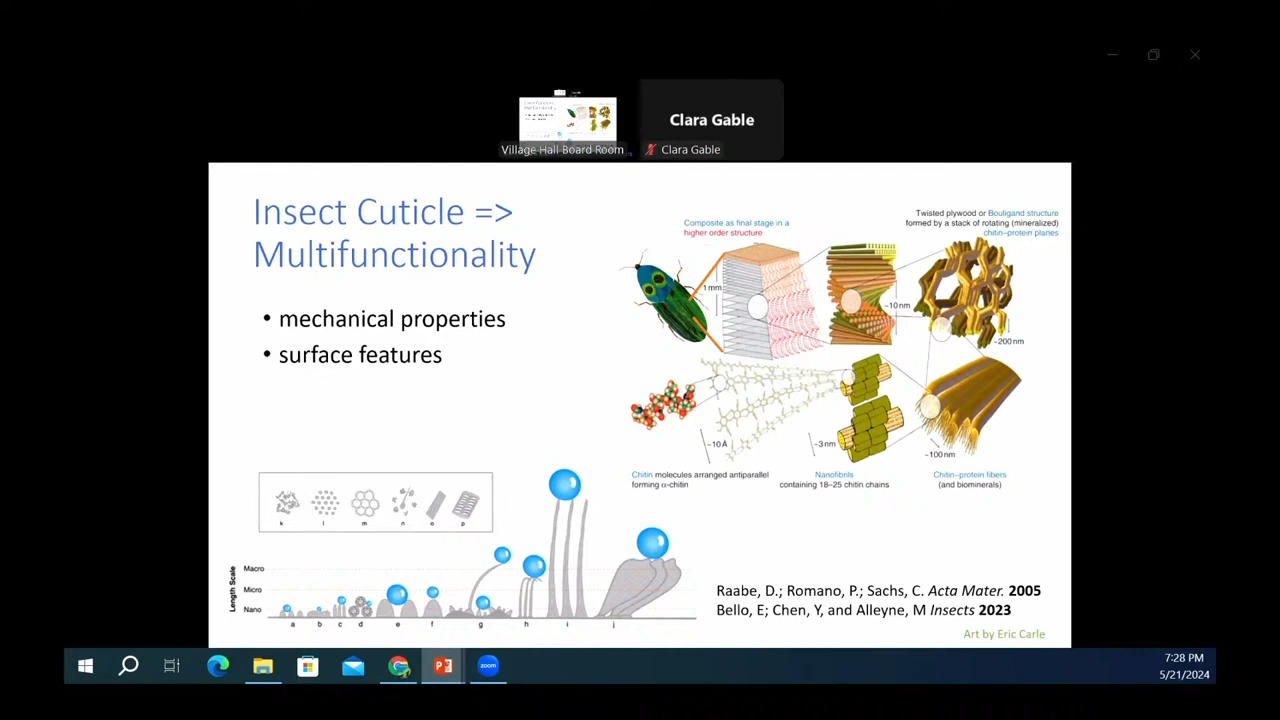 Clara Gable
Village Hall Board Room
Clara Gable
Insect Cuticle =>
Multifunctionality
• mechanical properties
• surface features
Composite as final stage in a
higher order structure
Twisted plywood or Bouligand structure
formed by a stack of rotating (mineralized)
chitin–protein planes
1 mm
~10 nm
~200 nm
~10 Å
~3 nm
~100 nm
Chitin molecules arranged antiparallel
forming α-chitin
Nanofibrils
containing 18–25 chitin chains
Chitin–protein fibers
(and biominerals)
k l m n o p
Length Scale
Macro
Micro
Nano
a b c d e f g h i j
Raabe, D.; Romano, P.; Sachs, C. Acta Mater. 2005
Bello, E; Chen, Y, and Alleyne, M Insects 2023
Art by Eric Carle
zoom
7:28 PM
5/21/2024